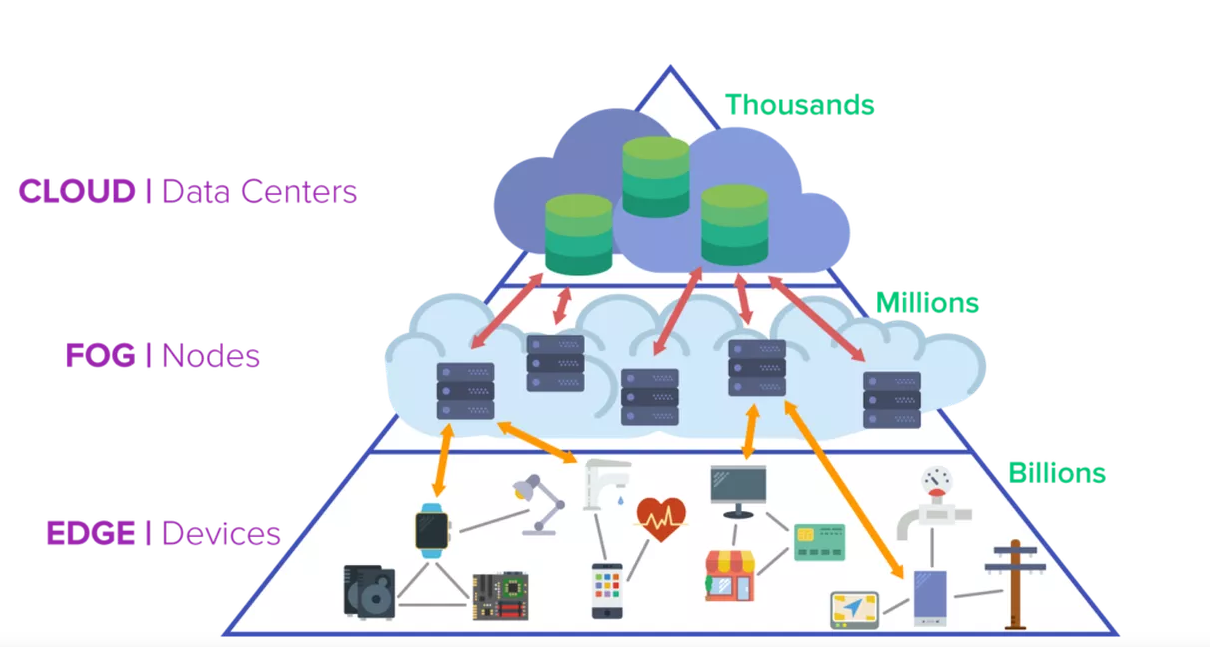 Thousands
CLOUD | Data Centers
Millions
FOG | Nodes
Billions
EDGE | Devices